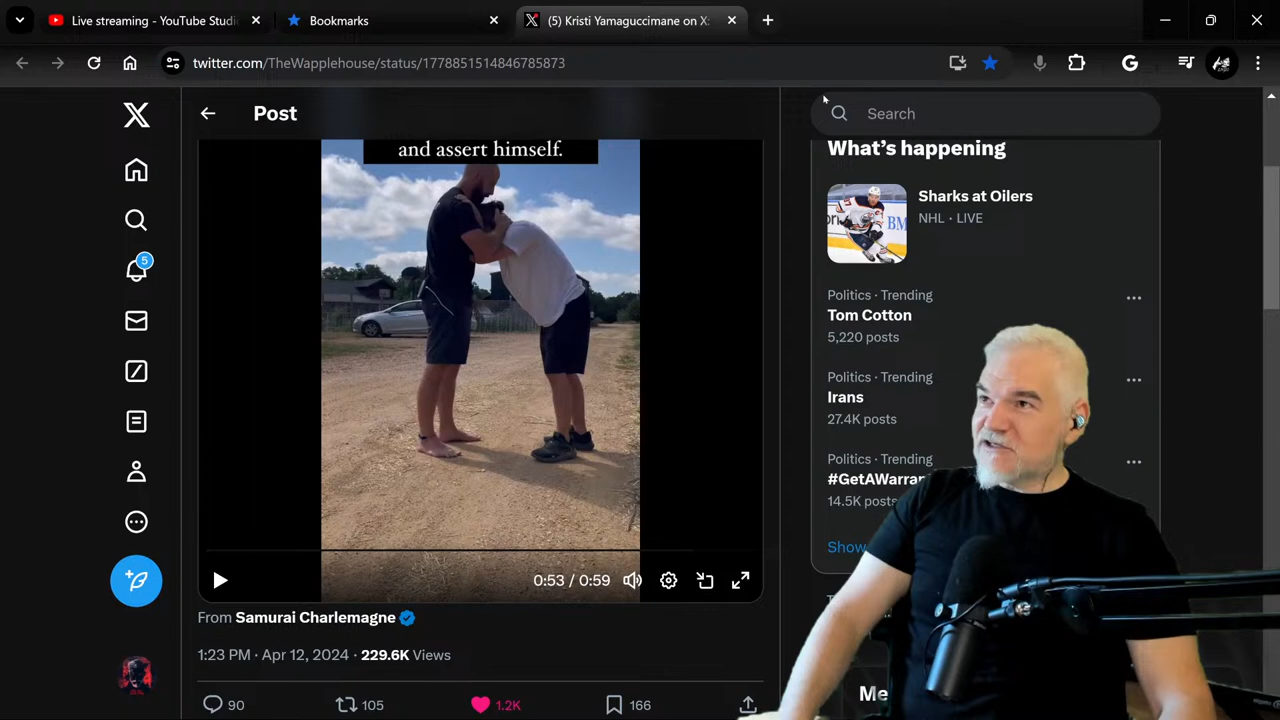 Live streaming - YouTube Studi
Bookmarks
(5) Kristi Yamaguccimane on X:
twitter.com/TheWapplehouse/status/1778851514846785873
Post
Search
and assert himself.
What's happening
Sharks at Oilers
NHL · LIVE
Politics · Trending
Tom Cotton
5,220 posts
Politics · Trending
Irans
27.4K posts
Politics · Trending
#GetAWarran
14.5K posts
Show
5
0:53 / 0:59
From Samurai Charlemagne
1:23 PM · Apr 12, 2024 · 229.6K Views
90
105
1.2K
166
Me